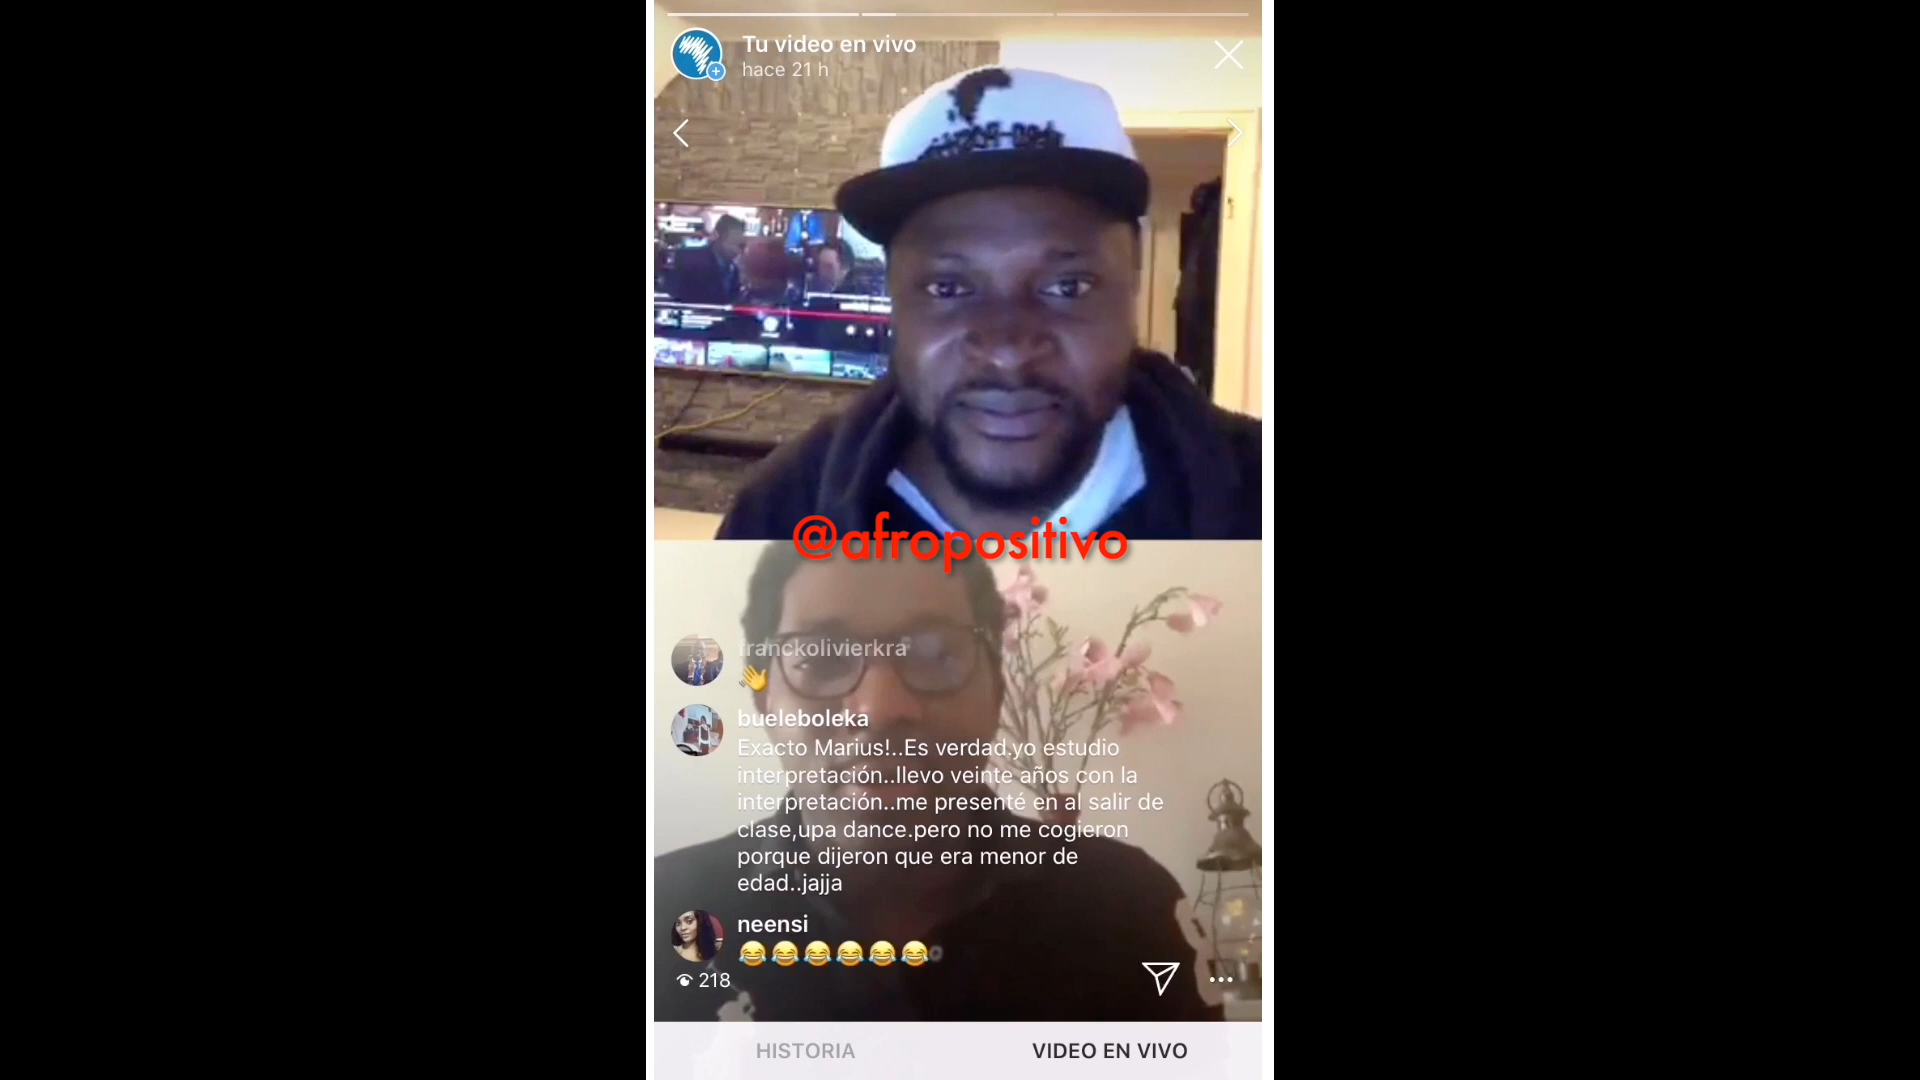 Tu video en vivo
hace 21 h
@afropositivo
franckolivierkra
👋
bueleboleka
Exacto Marius!..Es verdad.yo estudio
interpretación..llevo veinte años con la
interpretación..me presenté en al salir de
clase,upa dance.pero no me cogieron
porque dijeron que era menor de
edad..jajja
neensi
😂😂😂😂😂😂
218
HISTORIA
VIDEO EN VIVO